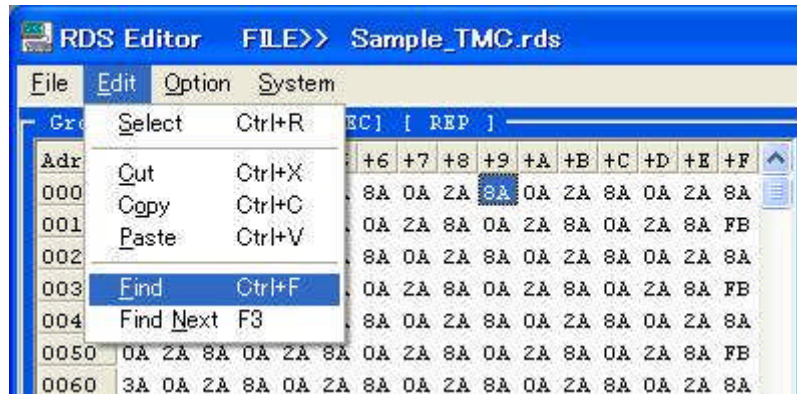 RDS Editor FILE>> Sample_TMC.rds
File Edit Option System
EC] [ REP ]
Select Ctrl+R
Cut Ctrl+X
Copy Ctrl+C
Paste Ctrl+V
Find Ctrl+F
Find Next F3
Adr +6 +7 +8 +9 +A +B +C +D +E +F
000 8A 0A 2A 8A 0A 2A 8A 0A 2A 8A
001 0A 2A 8A 0A 2A 8A 0A 2A 8A FB
002 8A 0A 2A 8A 0A 2A 8A 0A 2A 8A
003 0A 2A 8A 0A 2A 8A 0A 2A 8A FB
004 8A 0A 2A 8A 0A 2A 8A 0A 2A 8A
0050 0A 2A 8A 0A 2A 8A 0A 2A 8A 0A 2A 8A 0A 2A 8A FB
0060 3A 0A 2A 8A 0A 2A 8A 0A 2A 8A 0A 2A 8A 0A 2A 8A